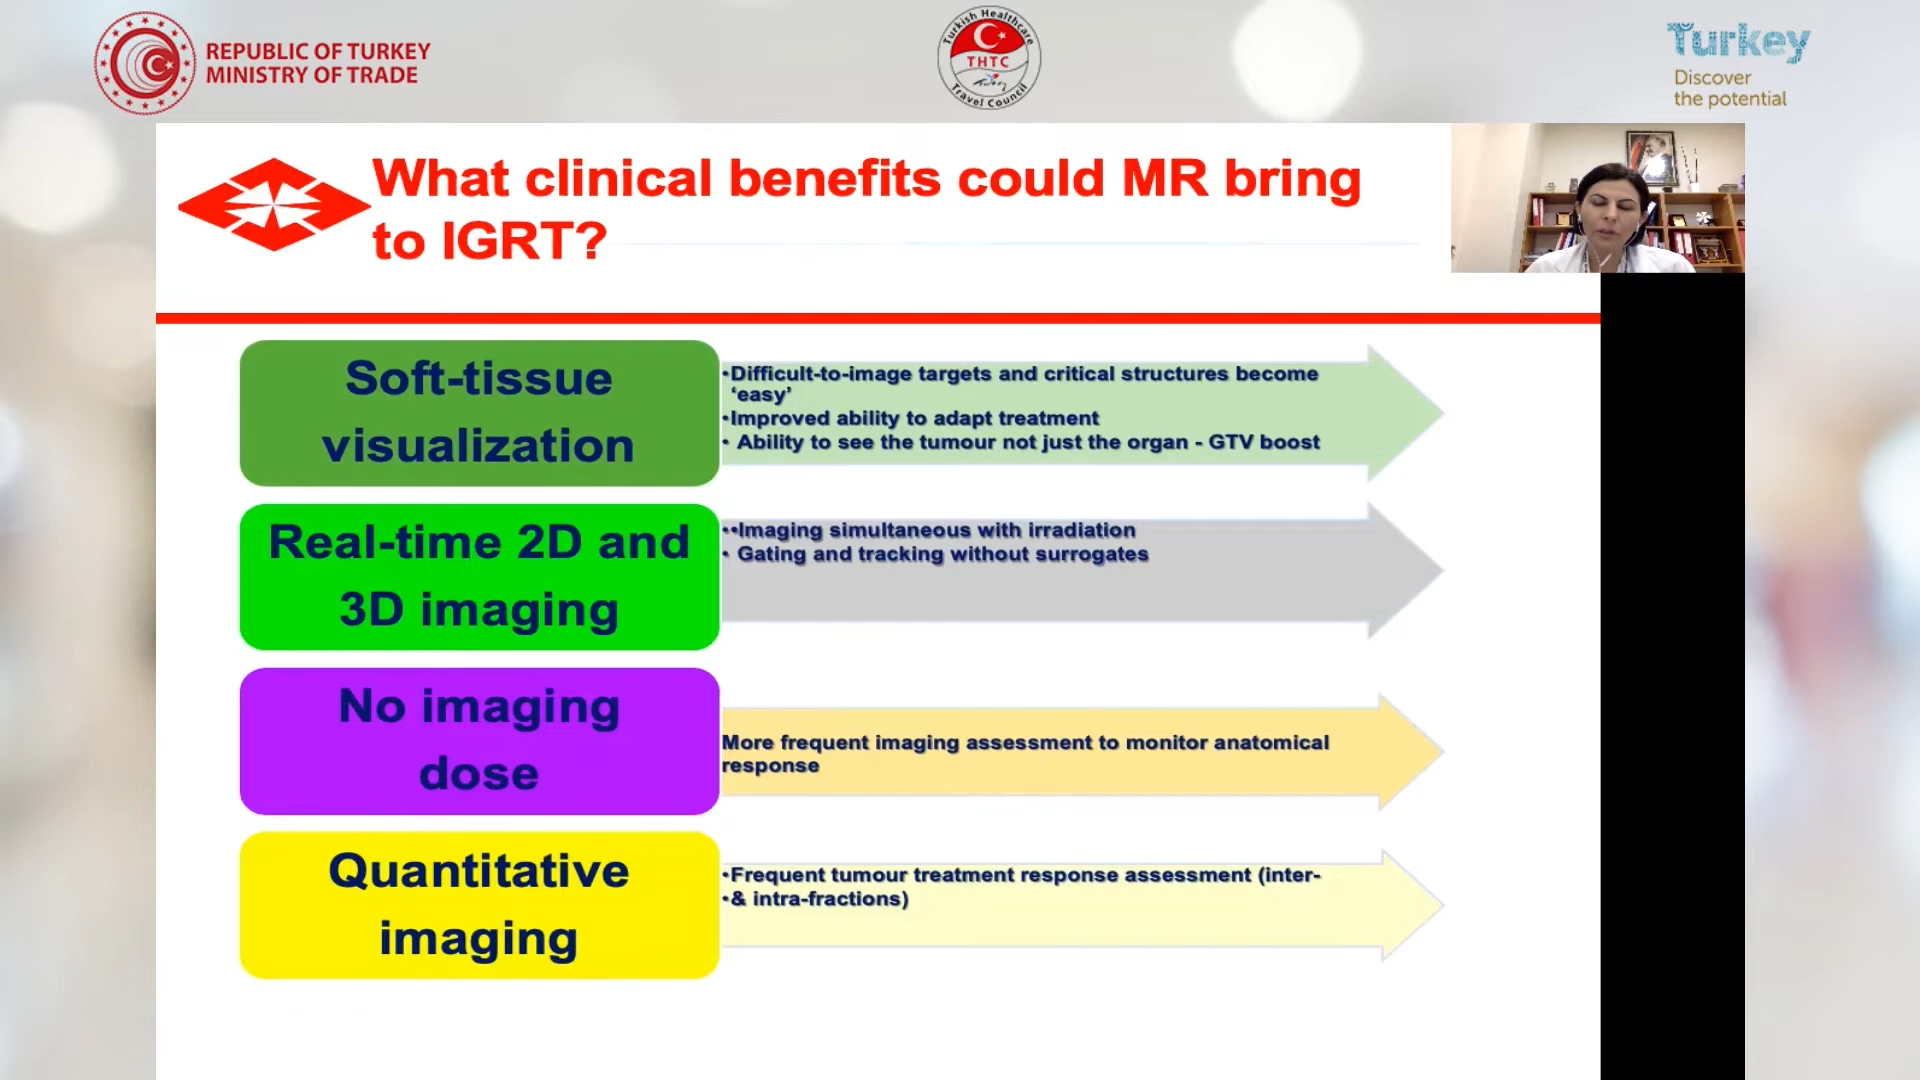 REPUBLIC OF TURKEY
MINISTRY OF TRADE
Turkish Healthcare
THTC
Travel Council
Turkey
Discover
the potential
What clinical benefits could MR bring
to IGRT?
Soft-tissue
visualization
•Difficult-to-image targets and critical structures become
‘easy’
•Improved ability to adapt treatment
• Ability to see the tumour not just the organ - GTV boost
Real-time 2D and
3D imaging
••Imaging simultaneous with irradiation
• Gating and tracking without surrogates
No imaging
dose
More frequent imaging assessment to monitor anatomical
response
Quantitative
imaging
•Frequent tumour treatment response assessment (inter-
•& intra-fractions)